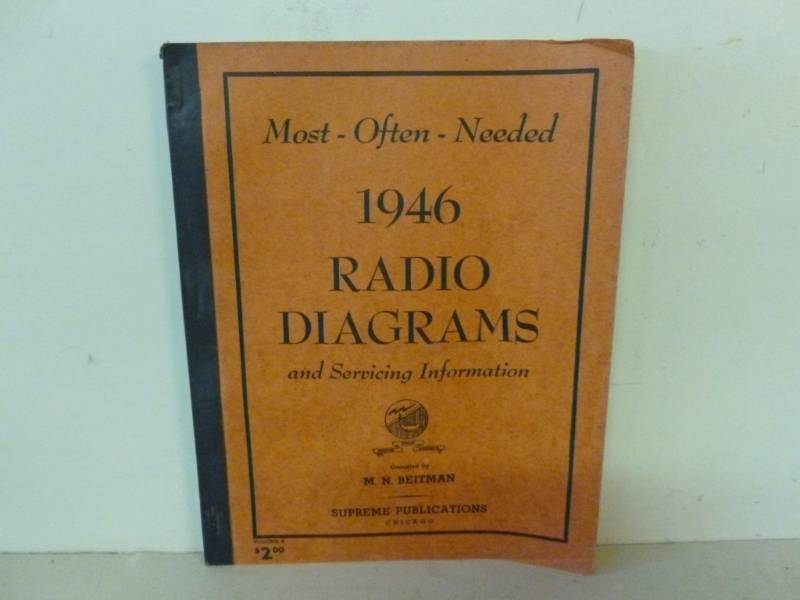 Most - Often - Needed
1946
RADIO
DIAGRAMS
and Servicing Information
Compiled by
M. N. BEITMAN
SUPREME PUBLICATIONS
CHICAGO
$2.00